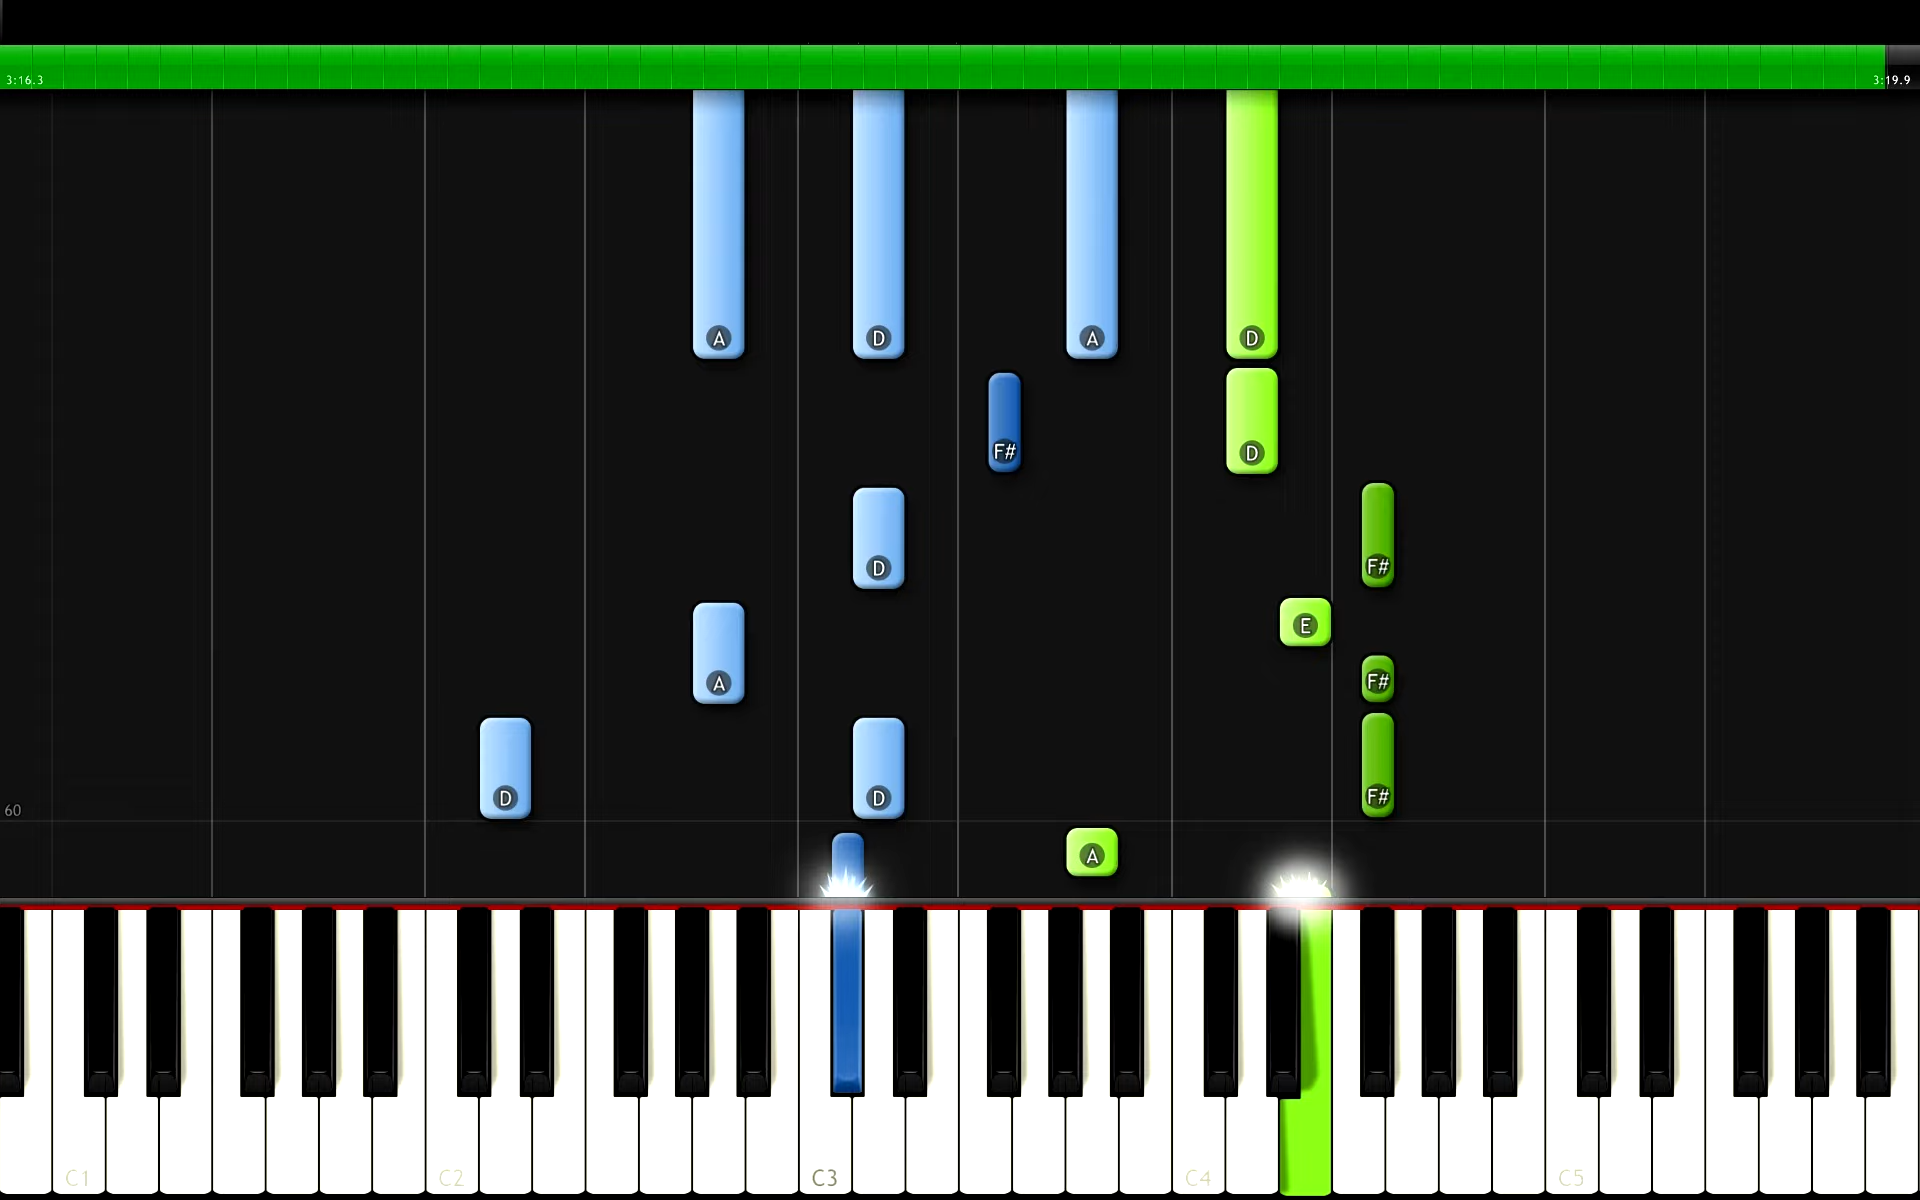 3:16.3 3:19.9
A D A D
F# D
D F#
E
A F#
D D F#
60
A
C1 C2 C3 C4 C5